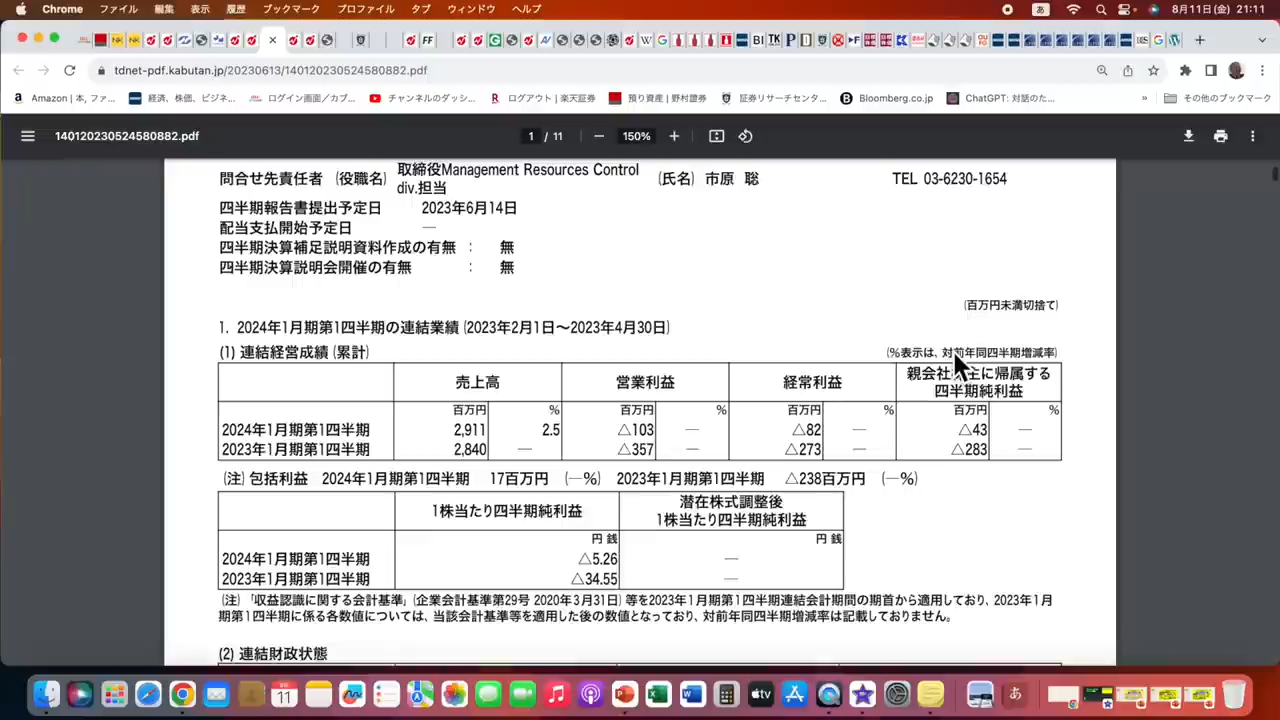 Chrome ファイル 編集 表示 履歴 ブックマーク プロファイル タブ ウィンドウ ヘルプ
あ 8月11日(金) 21:11
tdnet-pdf.kabutan.jp/20230613/140120230524580882.pdf
Amazon | 本, ファ... 経済、株価、ビジネ... ログイン画面／カブ... チャンネルのダッシ... ログアウト | 楽天証券 預り資産 | 野村證券 証券リサーチセンタ... Bloomberg.co.jp ChatGPT: 対話のた... » その他のブックマーク
140120230524580882.pdf 1 / 11 150%
取締役Management Resources Control
問合せ先責任者 (役職名) (氏名) 市原 聡 TEL 03-6230-1654
div.担当
四半期報告書提出予定日 2023年6月14日
配当支払開始予定日 ―
四半期決算補足説明資料作成の有無 : 無
四半期決算説明会開催の有無 : 無
(百万円未満切捨て)
1. 2024年1月期第1四半期の連結業績 (2023年2月1日～2023年4月30日)
(1) 連結経営成績 (累計) (％表示は、対前年同四半期増減率)
売上高 営業利益 経常利益 親会社 主に帰属する
四半期純利益
百万円 % 百万円 % 百万円 % 百万円 %
2024年1月期第1四半期 2,911 2.5 △103 ― △82 ― △43 ―
2023年1月期第1四半期 2,840 ― △357 ― △273 ― △283 ―
(注) 包括利益 2024年1月期第1四半期 17百万円 (―%) 2023年1月期第1四半期 △238百万円 (―%)
1株当たり四半期純利益 潜在株式調整後
1株当たり四半期純利益
円 銭 円 銭
2024年1月期第1四半期 △5.26 ―
2023年1月期第1四半期 △34.55 ―
(注) 「収益認識に関する会計基準」 (企業会計基準第29号 2020年3月31日) 等を2023年1月期第1四半期連結会計期間の期首から適用しており、2023年1月
期第1四半期に係る各数値については、当該会計基準等を適用した後の数値となっており、対前年同四半期増減率は記載しておりません。
(2) 連結財政状態